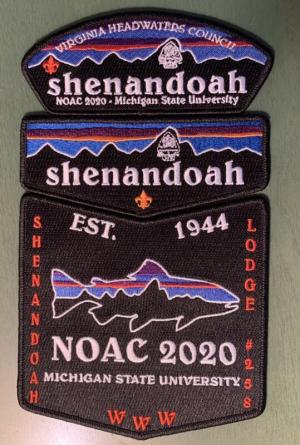 VIRGINIA HEADWATERS COUNCIL
shenandoah
NOAC 2020 - Michigan State University
shenandoah
EST. 1944
SHENANDOAH
LODGE #258
NOAC 2020
MICHIGAN STATE UNIVERSITY
W W W